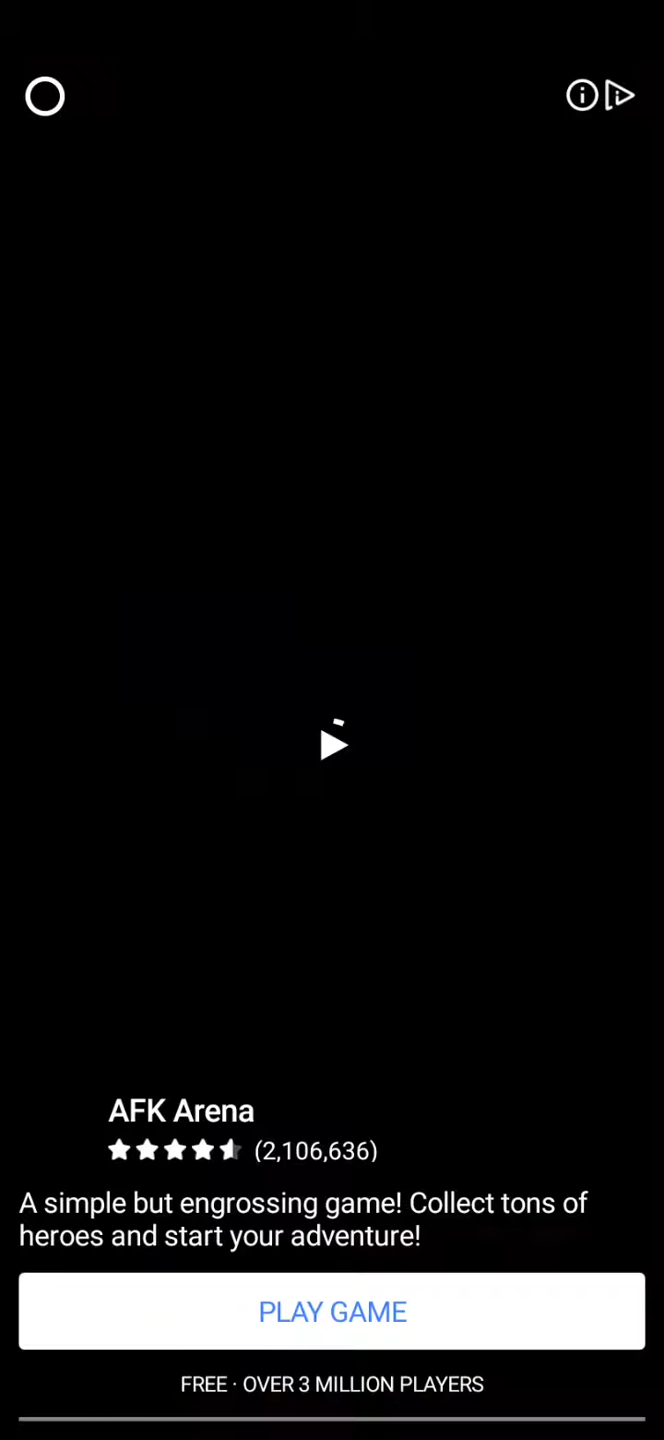 AFK Arena
(2,106,636)
A simple but engrossing game! Collect tons of
heroes and start your adventure!
PLAY GAME
FREE · OVER 3 MILLION PLAYERS